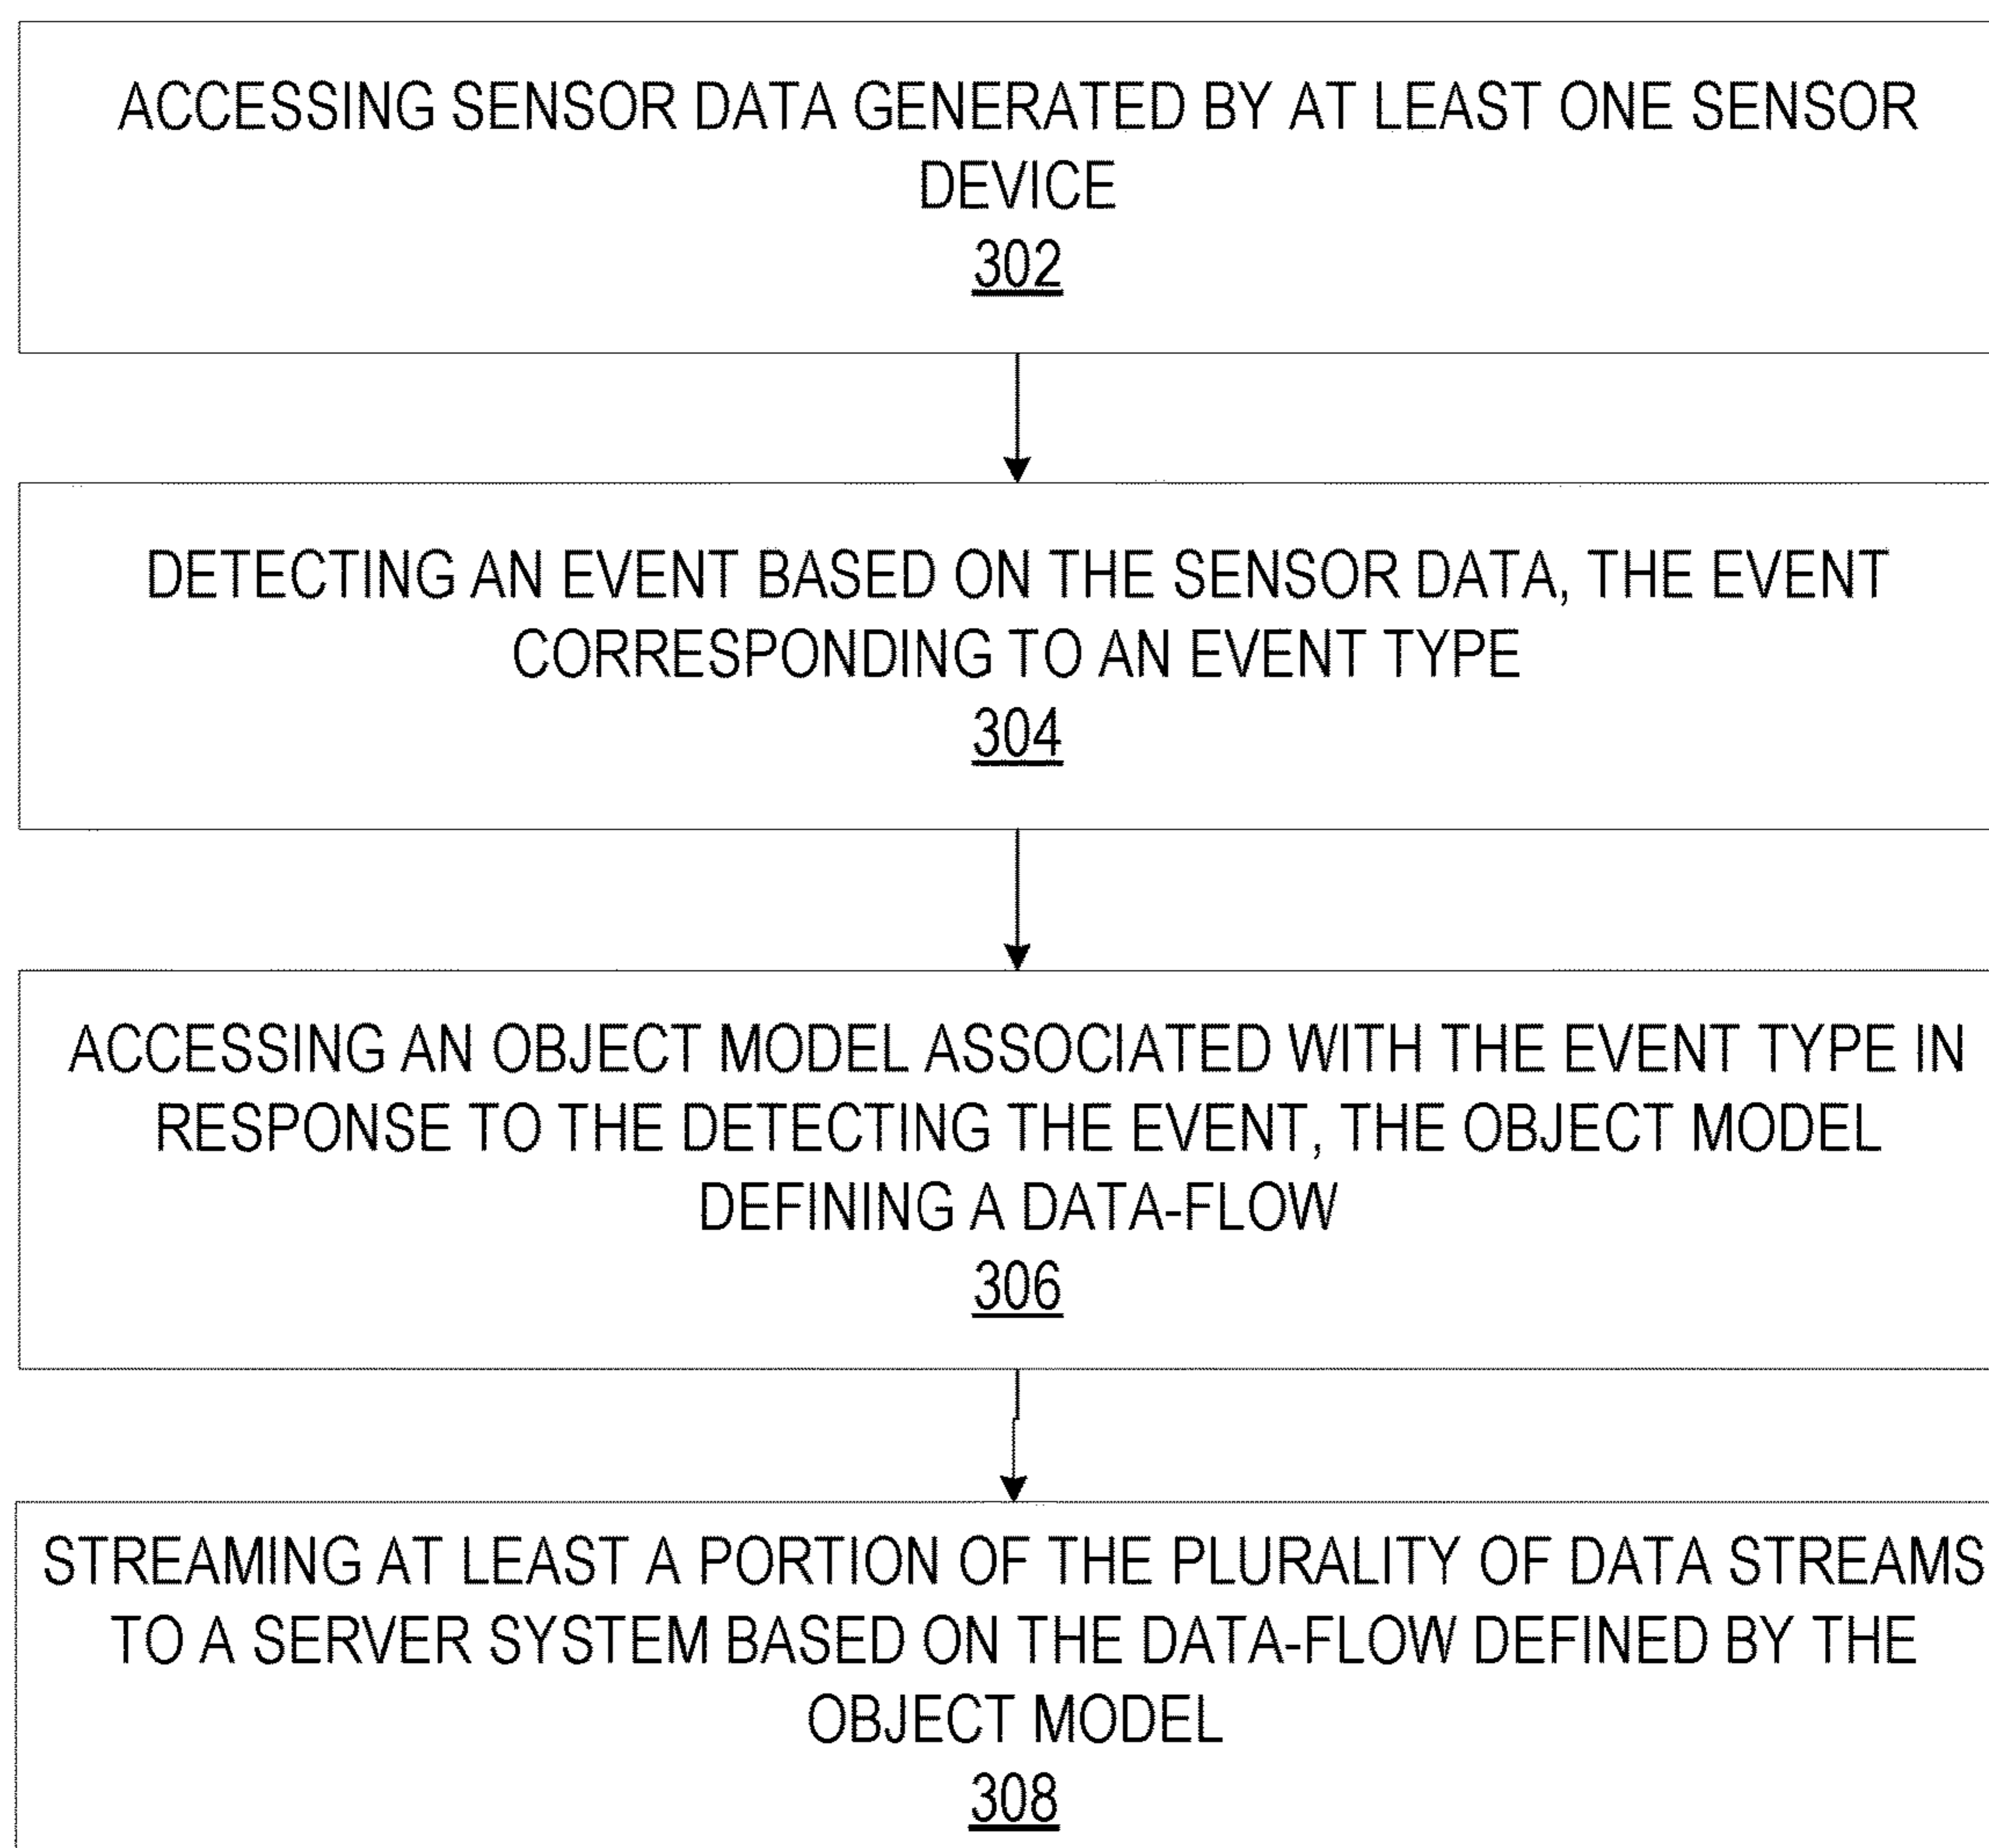 ACCESSING SENSOR DATA GENERATED BY AT LEAST ONE SENSOR
DEVICE
302
DETECTING AN EVENT BASED ON THE SENSOR DATA, THE EVENT
CORRESPONDING TO AN EVENT TYPE
304
ACCESSING AN OBJECT MODEL ASSOCIATED WITH THE EVENT TYPE IN
RESPONSE TO THE DETECTING THE EVENT, THE OBJECT MODEL
DEFINING A DATA-FLOW
306
STREAMING AT LEAST A PORTION OF THE PLURALITY OF DATA STREAMS
TO A SERVER SYSTEM BASED ON THE DATA-FLOW DEFINED BY THE
OBJECT MODEL
308